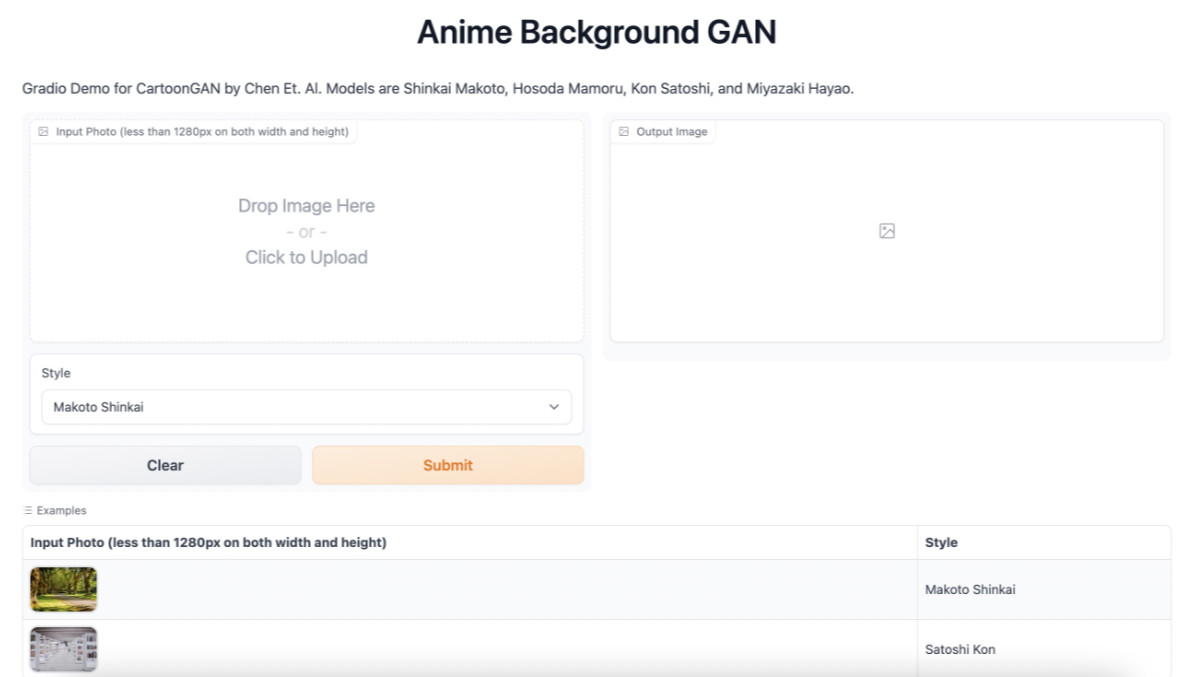 Anime Background GAN
Gradio Demo for CartoonGAN by Chen Et. Al. Models are Shinkai Makoto, Hosoda Mamoru, Kon Satoshi, and Miyazaki Hayao.
Input Photo (less than 1280px on both width and height)
Output Image
Drop Image Here
- or -
Click to Upload
Style
Makoto Shinkai
Clear
Submit
Examples
Input Photo (less than 1280px on both width and height)
Style
Makoto Shinkai
Satoshi Kon